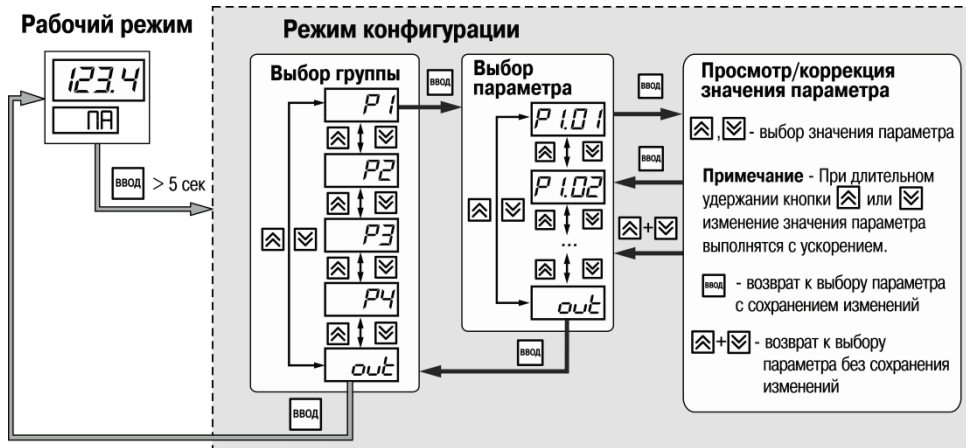 Рабочий режим
123.4
ПА
ВВОД > 5 сек
Режим конфигурации
Выбор группы
P1
P2
P3
P4
out
ВВОД
ВВОД
Выбор
параметра
P1.01
P1.02
...
out
ВВОД
ВВОД
ВВОД
+
Просмотр/коррекция
значения параметра
, - выбор значения параметра
Примечание - При длительном
удержании кнопки или
изменение значения параметра
выполнятся с ускорением.
ВВОД - возврат к выбору параметра
с сохранением изменений
+ - возврат к выбору
параметра без сохранения
изменений